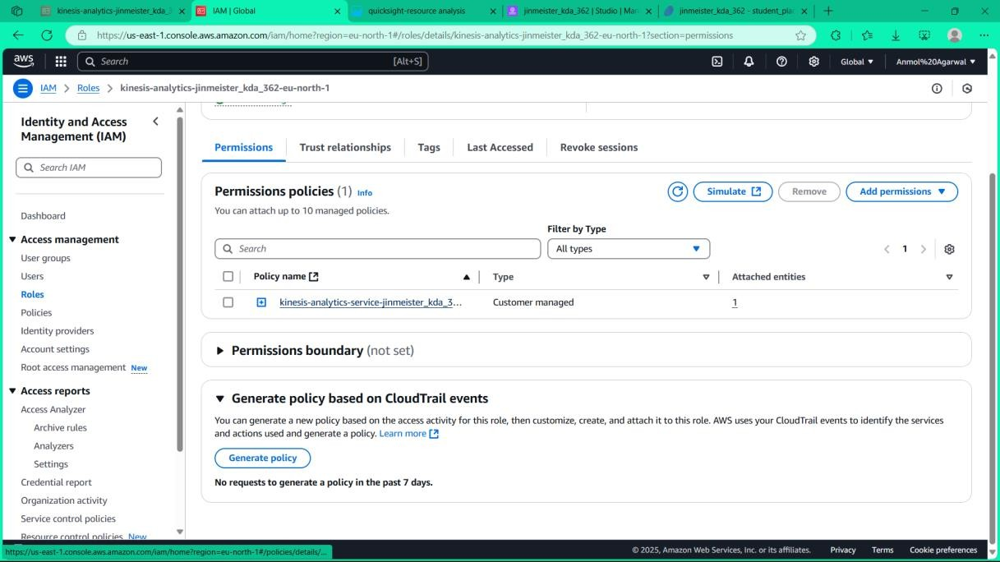 kinesis-analytics-jinmeister_kda_3
IAM | Global
quicksight-resource analysis
jinmeister_kda_362 | Studio | Man
jinmeister_kda_362 - student_pla
https://us-east-1.console.aws.amazon.com/iam/home?region=eu-north-1#/roles/details/kinesis-analytics-jinmeister_kda_362-eu-north-1?section=permissions
aws
Search
[Alt+S]
Global
Anmol%20Agarwal
IAM
Roles
kinesis-analytics-jinmeister_kda_362-eu-north-1
Identity and Access
Management (IAM)
Search IAM
Dashboard
Access management
User groups
Users
Roles
Policies
Identity providers
Account settings
Root access management New
Access reports
Access Analyzer
Archive rules
Analyzers
Settings
Credential report
Organization activity
Service control policies
Resource control policies New
Permissions
Trust relationships
Tags
Last Accessed
Revoke sessions
Permissions policies (1) Info
Simulate
Remove
Add permissions
You can attach up to 10 managed policies.
Filter by Type
Search
All types
1
Policy name
Type
Attached entities
kinesis-analytics-service-jinmeister_kda_3...
Customer managed
1
Permissions boundary (not set)
Generate policy based on CloudTrail events
You can generate a new policy based on the access activity for this role, then customize, create, and attach it to this role. AWS uses your CloudTrail events to identify the services
and actions used and generate a policy. Learn more
Generate policy
No requests to generate a policy in the past 7 days.
https://us-east-1.console.aws.amazon.com/iam/home?region=eu-north-1#/policies/details/...
© 2025, Amazon Web Services, Inc. or its affiliates.
Privacy
Terms
Cookie preferences